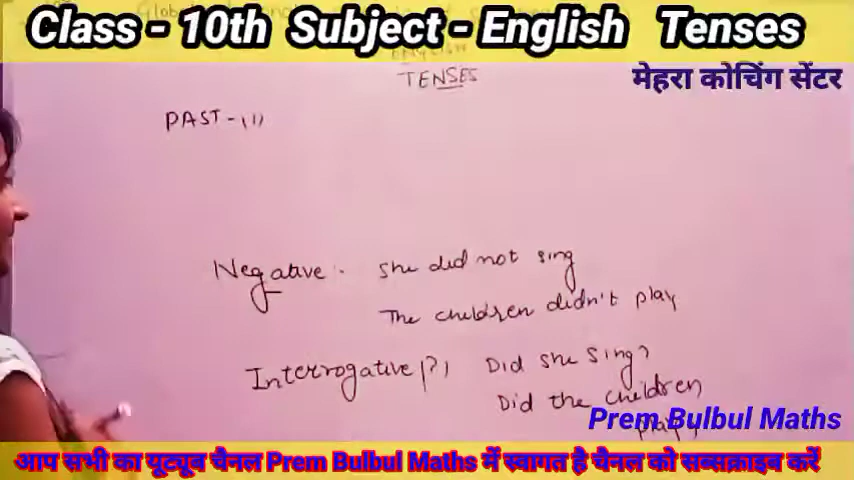 Class - 10th Subject - English Tenses
ENGLISH
TENSES
मेहरा कोचिंग सेंटर
PAST - (1)
Negative :- She did not sing
The children didn't play
Interrogative (?) Did she sing?
Did the children
play?
Prem Bulbul Maths
आप सभी का यूट्यूब चैनल Prem Bulbul Maths में स्वागत है चैनल को सब्सक्राइब करें